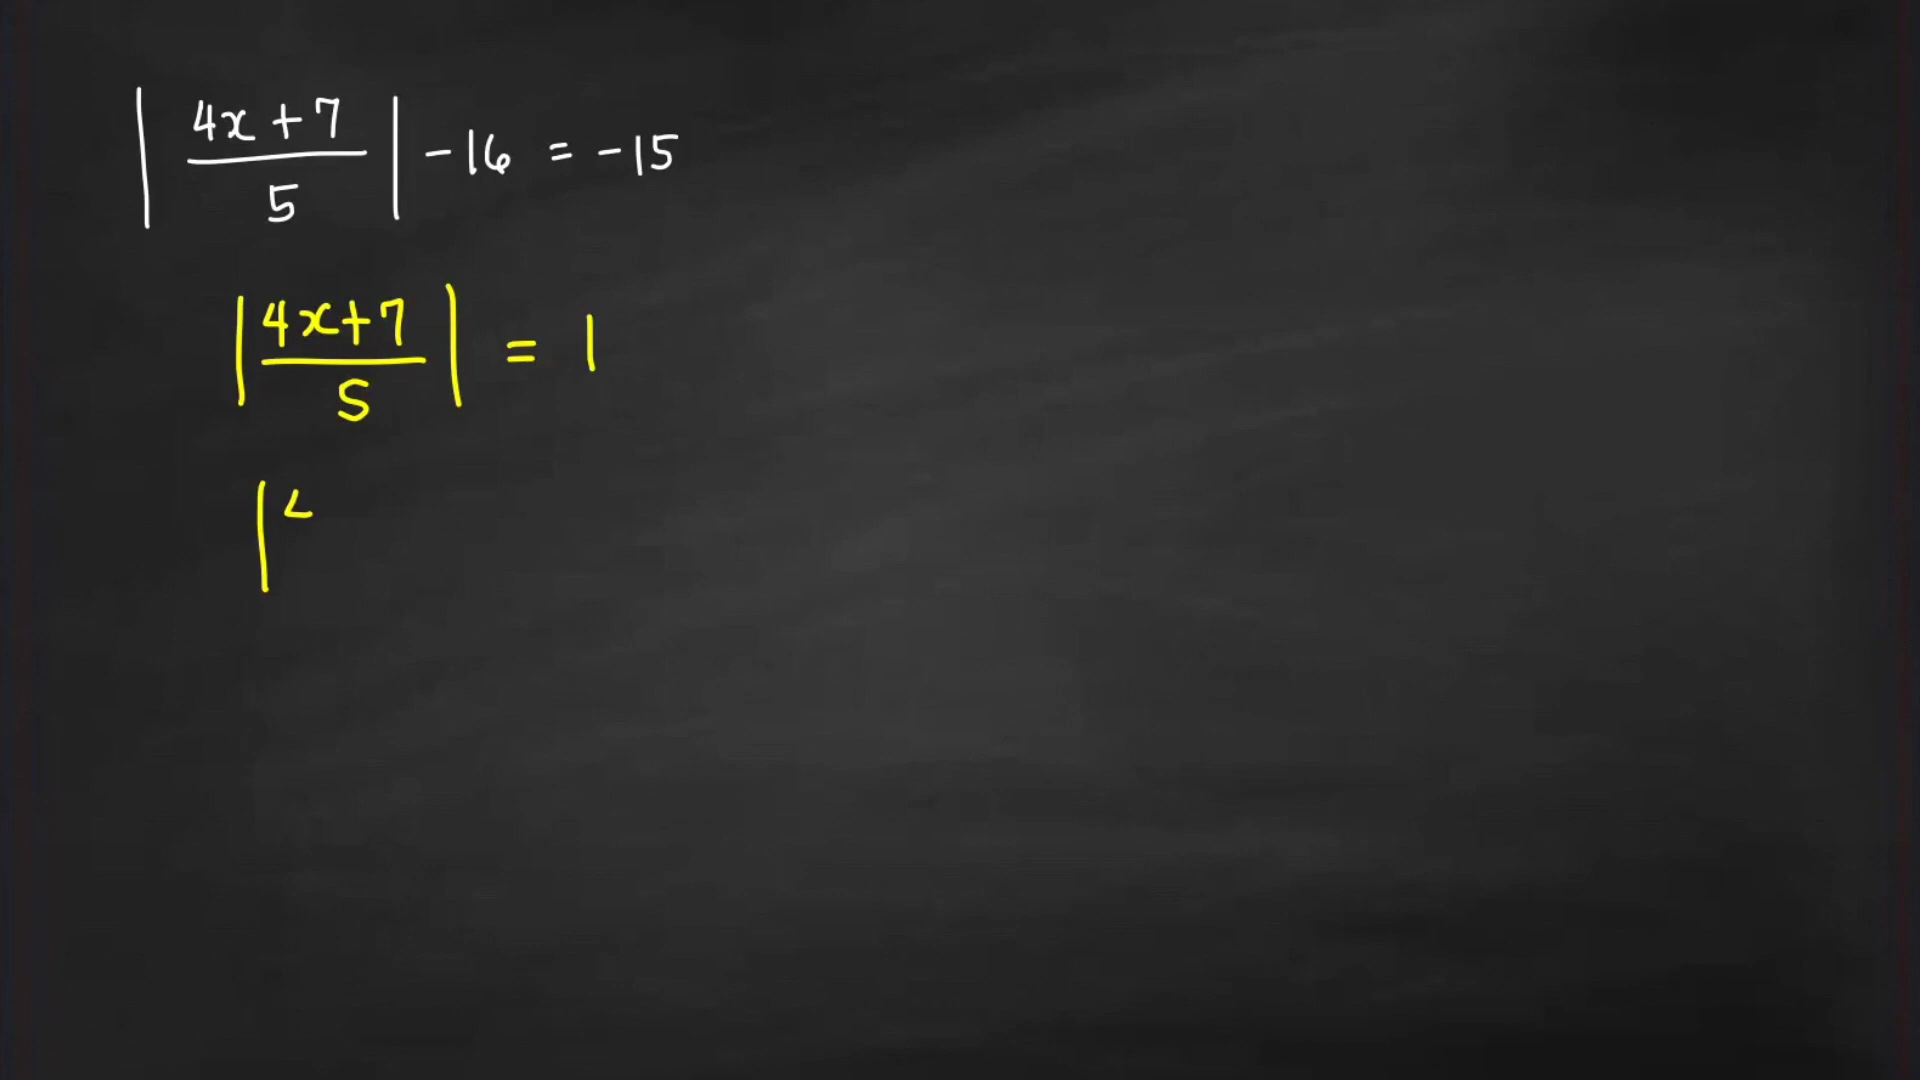 | (4x+7)/5 | - 16 = -15
| (4x+7)/5 | = 1
|